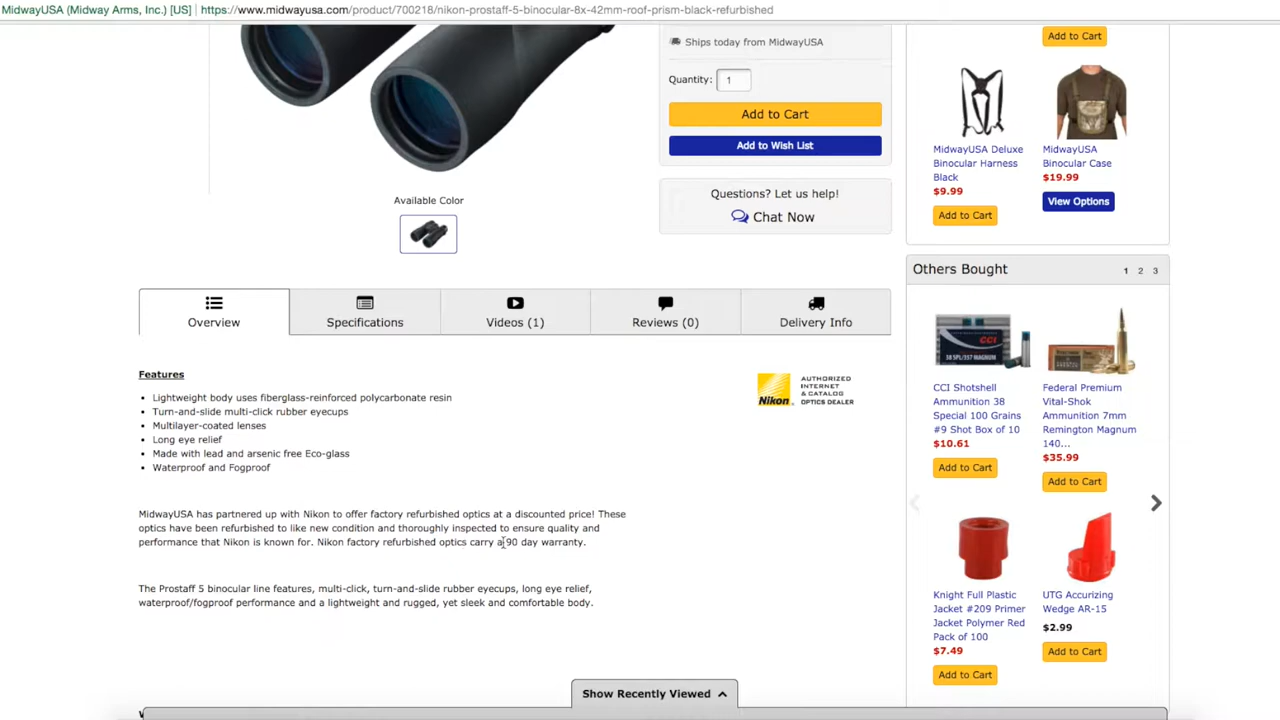 MidwayUSA (Midway Arms, Inc.) [US] https://www.midwayusa.com/product/700218/nikon-prostaff-5-binocular-8x-42mm-roof-prism-black-refurbished
Ships today from MidwayUSA
Quantity: 1
Add to Cart
Add to Wish List
Questions? Let us help!
Chat Now
Available Color
Overview
Specifications
Videos (1)
Reviews (0)
Delivery Info
Features
• Lightweight body uses fiberglass-reinforced polycarbonate resin
• Turn-and-slide multi-click rubber eyecups
• Multilayer-coated lenses
• Long eye relief
• Made with lead and arsenic free Eco-glass
• Waterproof and Fogproof
Nikon
AUTHORIZED
INTERNET
& CATALOG
OPTICS DEALER
MidwayUSA has partnered up with Nikon to offer factory refurbished optics at a discounted price! These
optics have been refurbished to like new condition and thoroughly inspected to ensure quality and
performance that Nikon is known for. Nikon factory refurbished optics carry a 90 day warranty.
The Prostaff 5 binocular line features, multi-click, turn-and-slide rubber eyecups, long eye relief,
waterproof/fogproof performance and a lightweight and rugged, yet sleek and comfortable body.
Show Recently Viewed
Add to Cart
MidwayUSA Deluxe
Binocular Harness
Black
$9.99
Add to Cart
MidwayUSA
Binocular Case
$19.99
View Options
Others Bought
1 2 3
CCI
CCI Shotshell
Ammunition 38
Special 100 Grains
#9 Shot Box of 10
$10.61
Add to Cart
Federal Premium
Vital-Shok
Ammunition 7mm
Remington Magnum
140...
$35.99
Add to Cart
Knight Full Plastic
Jacket #209 Primer
Jacket Polymer Red
Pack of 100
$7.49
Add to Cart
UTG Accurizing
Wedge AR-15
$2.99
Add to Cart